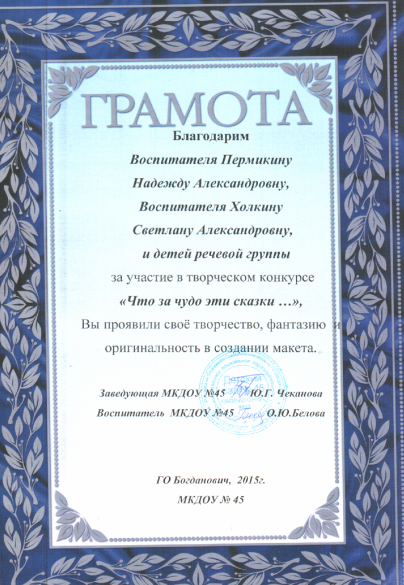 ГРАМОТА
Благодарим
Воспитателя Пермикину
Надежду Александровну,
Воспитателя Холкину
Светлану Александровну,
и детей речевой группы
за участие в творческом конкурсе
«Что за чудо эти сказки …»,
Вы проявили своё творчество, фантазию и
оригинальность в создании макета.
Заведующая МКДОУ №45 Ю.Г. Чеканова
Воспитатель МКДОУ №45 О.Ю.Белова
ГО Богданович, 2015г.
МКДОУ № 45